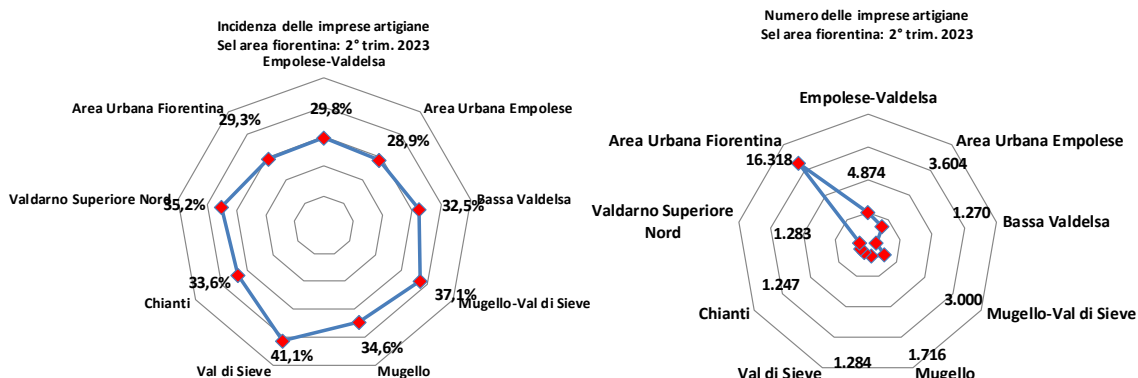 Incidenza delle imprese artigiane
Sel area fiorentina: 2° trim. 2023
Empolese-Valdelsa
Area Urbana Fiorentina
Area Urbana Empolese
29,3%
29,8%
28,9%
Valdarno Superiore Nord
35,2%
32,5%
Bassa Valdelsa
33,6%
37,1%
Chianti
Mugello-Val di Sieve
41,1%
34,6%
Val di Sieve
Mugello
Numero delle imprese artigiane
Sel area fiorentina: 2° trim. 2023
Empolese-Valdelsa
Area Urbana Fiorentina
Area Urbana Empolese
16.318
4.874
3.604
Valdarno Superiore
Nord
1.283
1.270
Bassa Valdelsa
1.247
3.000
Chianti
Mugello-Val di Sieve
1.284
1.716
Val di Sieve
Mugello